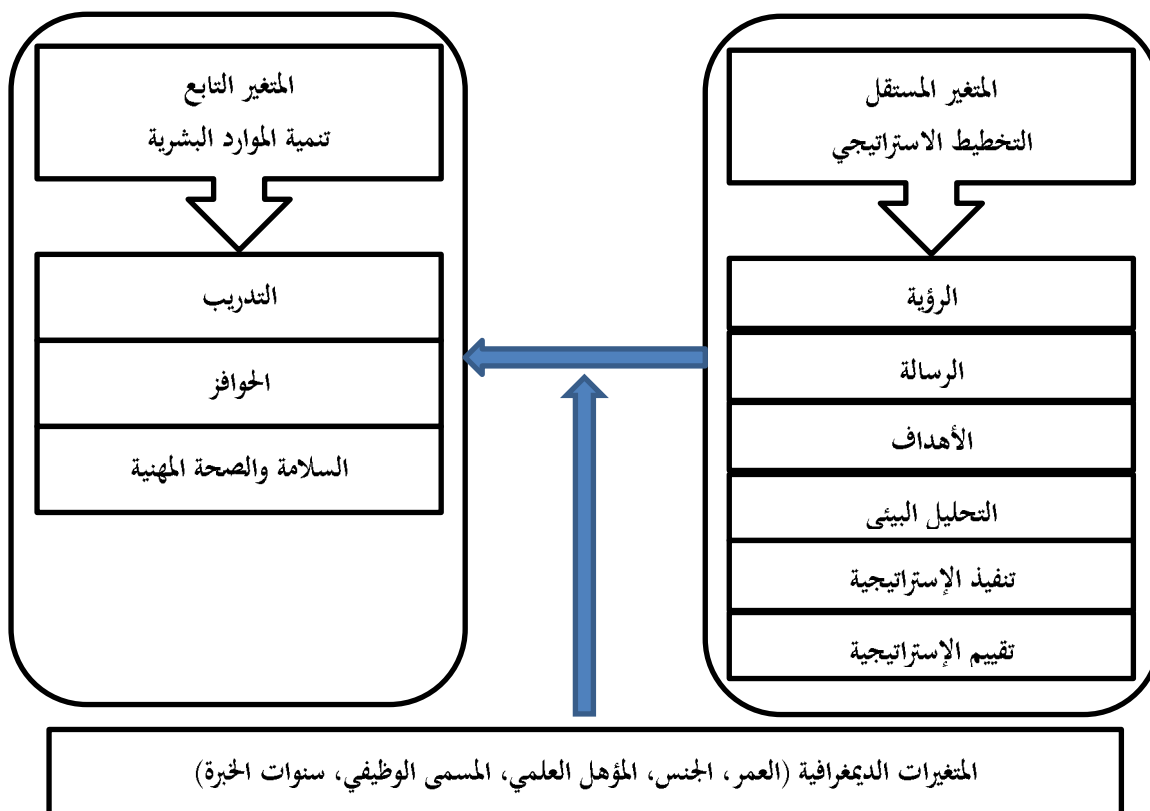 المتغير المستقل
التخطيط الاستراتيجي
الرؤية
الرسالة
الأهداف
التحليل البيئي
تنفيذ الإستراتيجية
تقييم الإستراتيجية
المتغير التابع
تنمية الموارد البشرية
التدريب
الحوافز
السلامة والصحة المهنية
المتغيرات الديمغرافية (العمر، الجنس، المؤهل العلمي، المسمى الوظيفي، سنوات الخبرة)